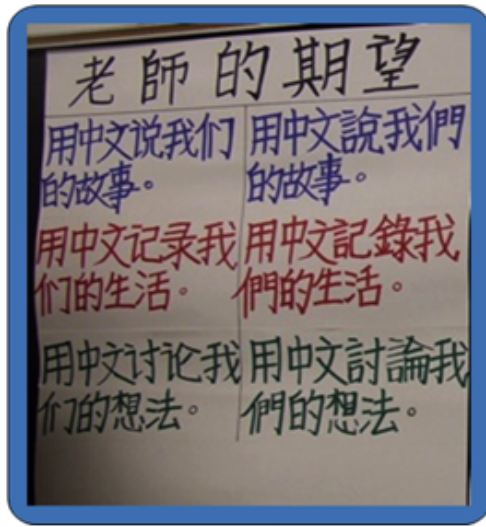 老師的期望
用中文说我们
的故事。
用中文记录我
们的生活。
用中文讨论我
们的想法。
用中文說我們
的故事。
用中文記錄我
們的生活。
用中文討論我
們的想法。